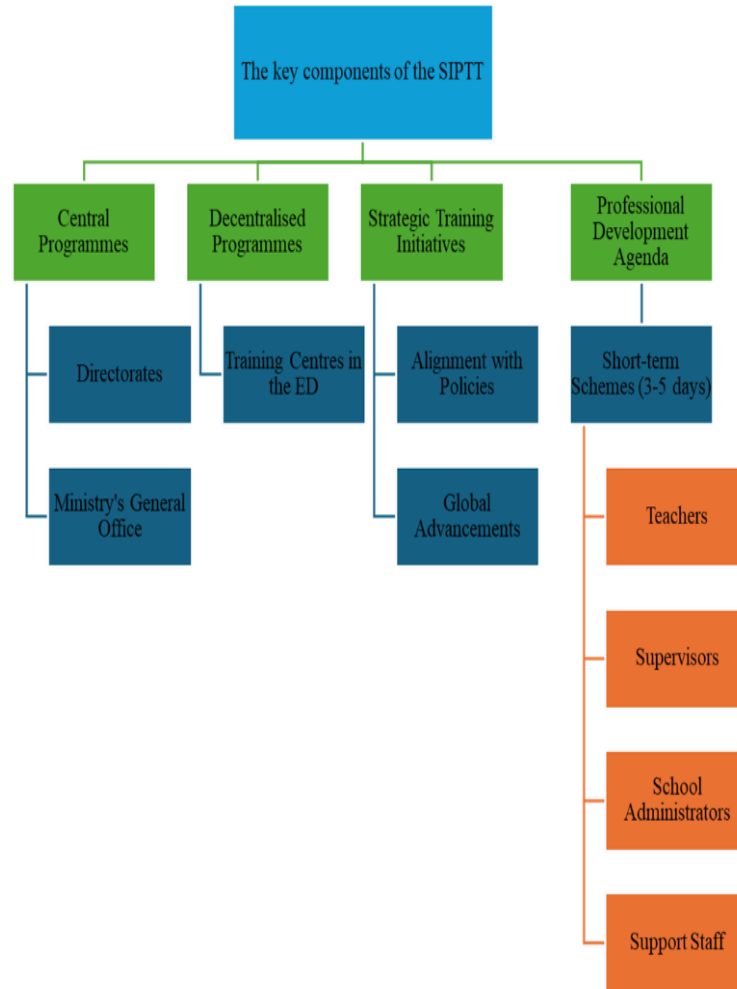 The key components of the SIPTT
Central
Programmes
Decentralised
Programmes
Strategic Training
Initiatives
Professional
Development
Agenda
Directorates
Training Centres in
the ED
Alignment with
Policies
Short-term
Schemes (3-5 days)
Ministry's General
Office
Global
Advancements
Teachers
Supervisors
School
Administrators
Support Staff